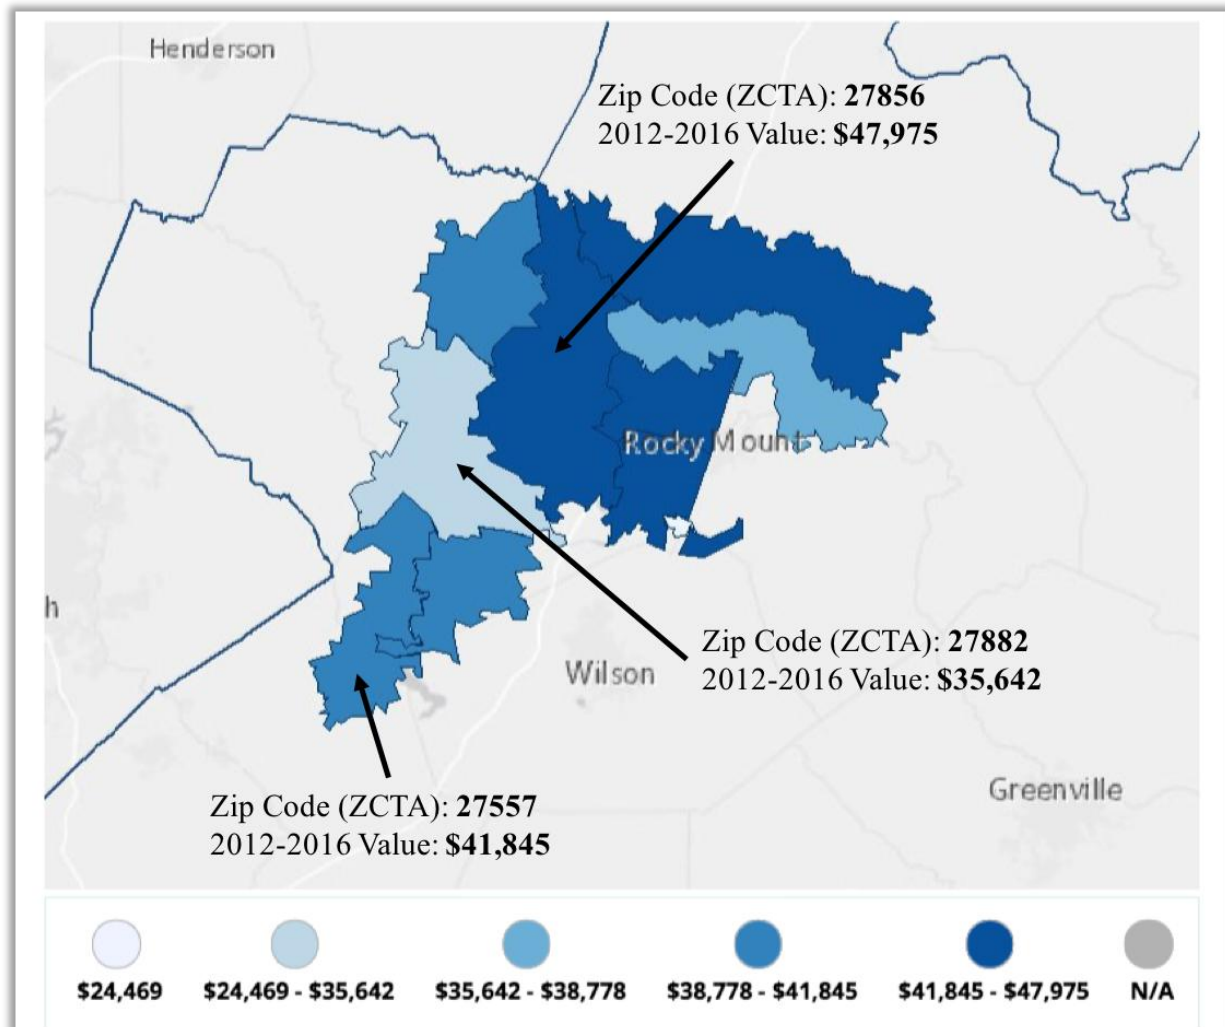 Henderson
Zip Code (ZCTA): 27856
2012-2016 Value: $47,975
Rocky Mount
h
Zip Code (ZCTA): 27882
2012-2016 Value: $35,642
Wilson
Greenville
Zip Code (ZCTA): 27557
2012-2016 Value: $41,845
$24,469
$24,469 - $35,642
$35,642 - $38,778
$38,778 - $41,845
$41,845 - $47,975
N/A